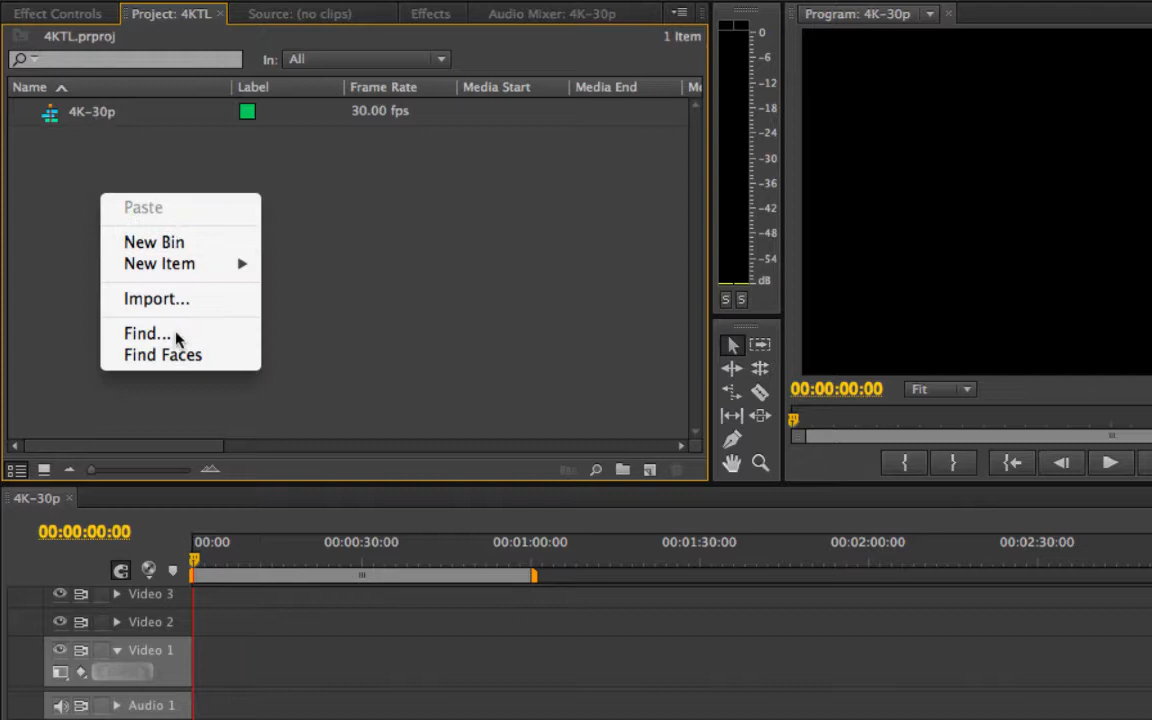 Effect Controls Project: 4KTL × Source: (no clips) Effects Audio Mixer: 4K-30p Program: 4K-30p ×
4KTL.prproj 1 Item
In: All
Name Label Frame Rate Media Start Media End Me
4K-30p 30.00 fps
0
-6
-12
-18
-24
-30
-36
-42
-48
-54
dB
S S
Paste
New Bin
New Item
Import...
Find...
Find Faces
00:00:00:00 Fit
4K-30p ×
00:00:00:00
00:00 00:00:30:00 00:01:00:00 00:01:30:00 00:02:00:00 00:02:30:00
Video 3
Video 2
Video 1
Audio 1